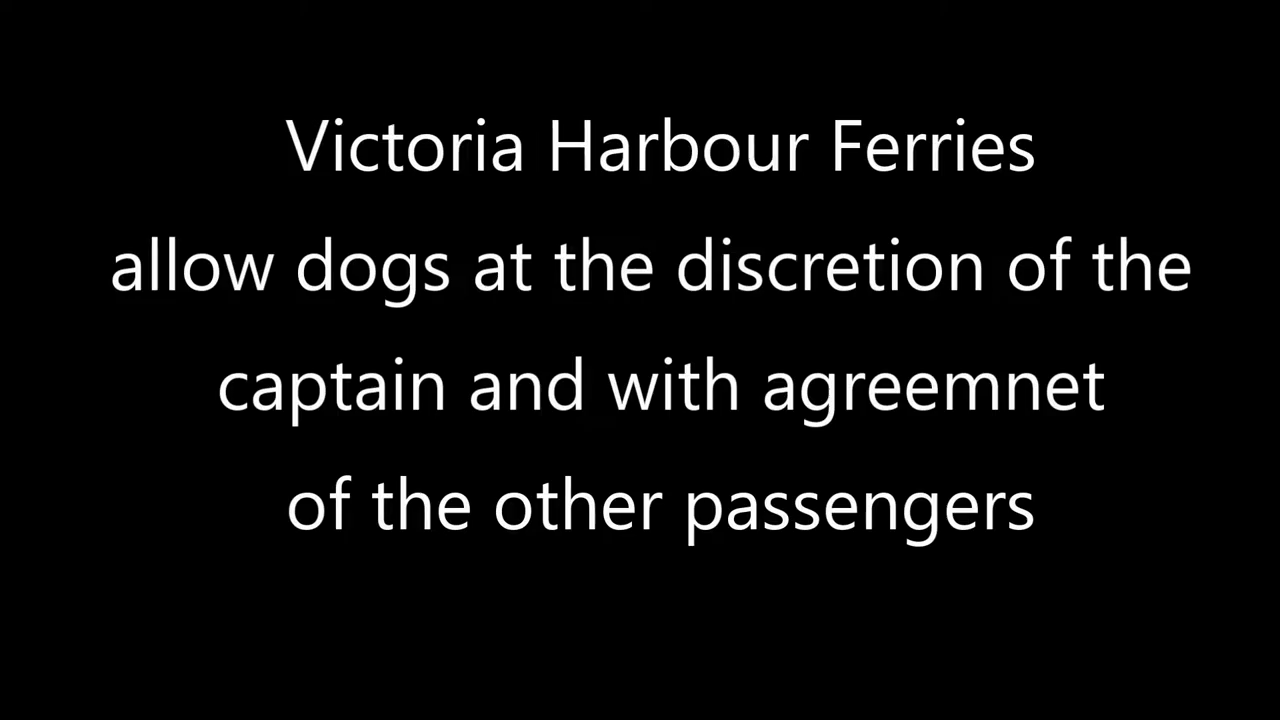 Victoria Harbour Ferries
allow dogs at the discretion of the
captain and with agreemnet
of the other passengers